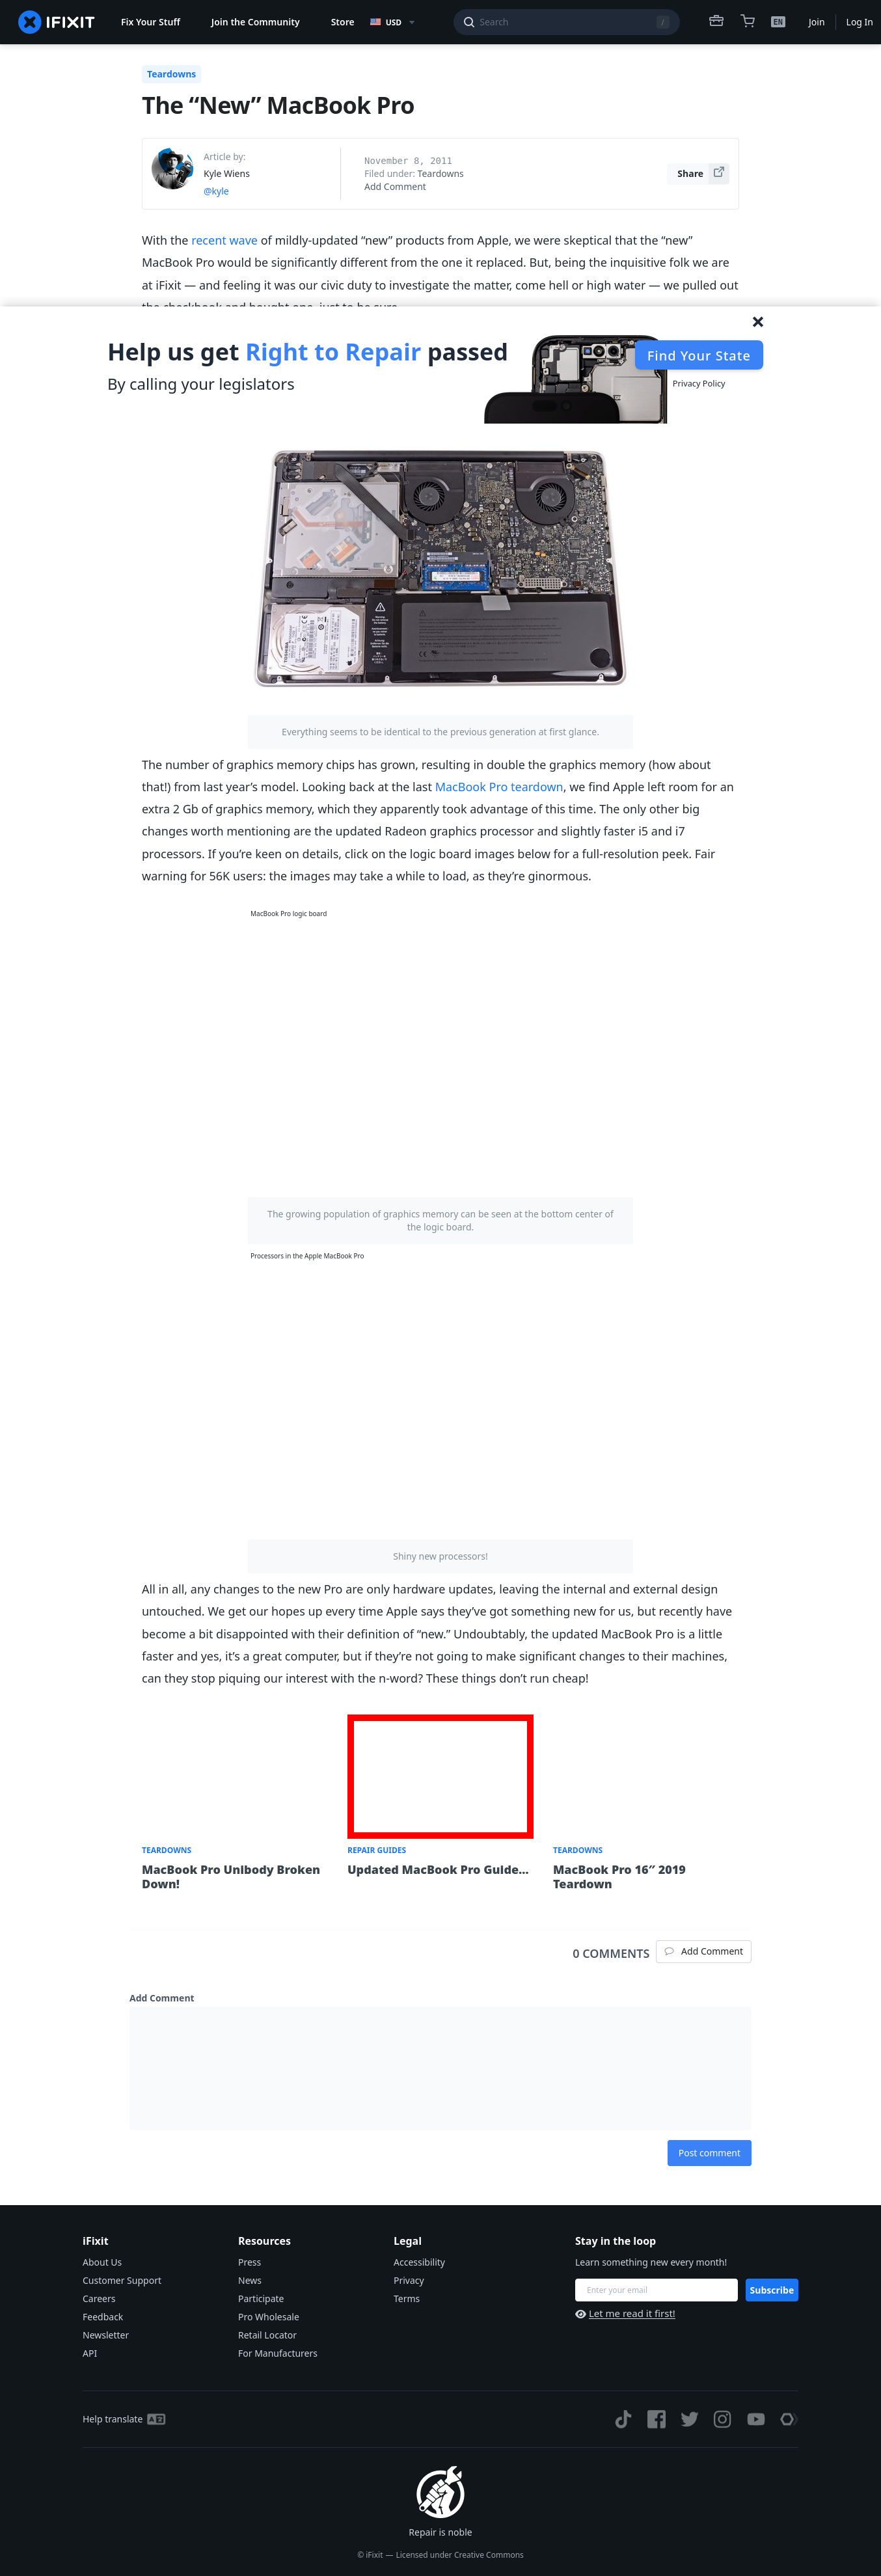 IFIXIT
Fix Your Stuff
Join the Community
Store
USD
Search
/
EN
Join
Log In
Teardowns
The “New” MacBook Pro
Article by:
Kyle Wiens
@kyle
November 8, 2011
Filed under: Teardowns
Add Comment
Share
With the recent wave of mildly-updated “new” products from Apple, we were skeptical that the “new”
MacBook Pro would be significantly different from the one it replaced. But, being the inquisitive folk we are
at iFixit — and feeling it was our civic duty to investigate the matter, come hell or high water — we pulled out
the checkbook and bought one, just to be sure.
Help us get Right to Repair passed
By calling your legislators
Find Your State
Privacy Policy
TOSHIBA
Everything seems to be identical to the previous generation at first glance.
The number of graphics memory chips has grown, resulting in double the graphics memory (how about
that!) from last year’s model. Looking back at the last MacBook Pro teardown, we find Apple left room for an
extra 2 Gb of graphics memory, which they apparently took advantage of this time. The only other big
changes worth mentioning are the updated Radeon graphics processor and slightly faster i5 and i7
processors. If you’re keen on details, click on the logic board images below for a full-resolution peek. Fair
warning for 56K users: the images may take a while to load, as they’re ginormous.
MacBook Pro logic board
The growing population of graphics memory can be seen at the bottom center of
the logic board.
Processors in the Apple MacBook Pro
Shiny new processors!
All in all, any changes to the new Pro are only hardware updates, leaving the internal and external design
untouched. We get our hopes up every time Apple says they’ve got something new for us, but recently have
become a bit disappointed with their definition of “new.” Undoubtably, the updated MacBook Pro is a little
faster and yes, it’s a great computer, but if they’re not going to make significant changes to their machines,
can they stop piquing our interest with the n-word? These things don’t run cheap!
TEARDOWNS
MacBook Pro Unibody Broken
Down!
REPAIR GUIDES
Updated MacBook Pro Guide...
TEARDOWNS
MacBook Pro 16″ 2019
Teardown
0 COMMENTS
Add Comment
Add Comment
Post comment
iFixit
About Us
Customer Support
Careers
Feedback
Newsletter
API
Resources
Press
News
Participate
Pro Wholesale
Retail Locator
For Manufacturers
Legal
Accessibility
Privacy
Terms
Stay in the loop
Learn something new every month!
Enter your email
Subscribe
Let me read it first!
Help translate
Repair is noble
© iFixit — Licensed under Creative Commons